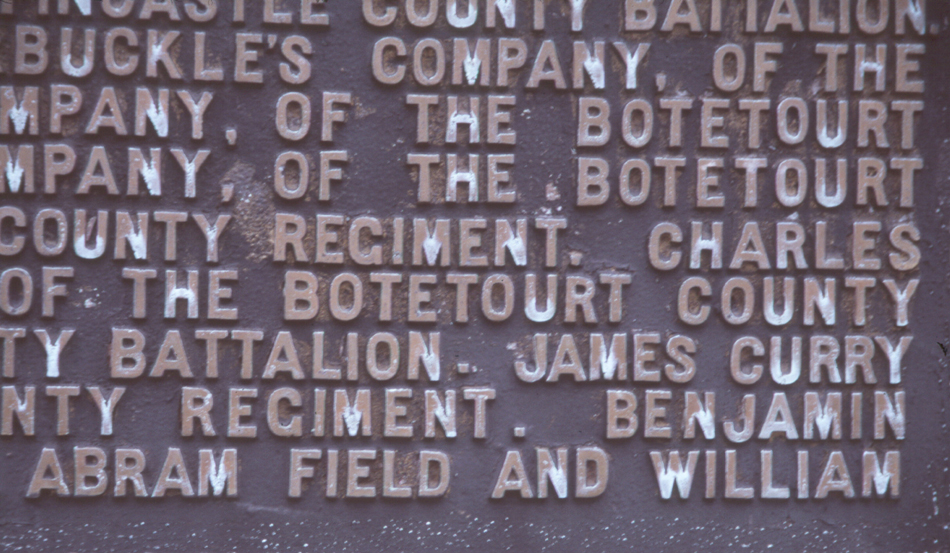 COUNTY BATTALION.
BUCKLE'S COMPANY, OF THE
MPANY, OF THE BOTETOURT
MPANY, OF THE BOTETOURT
COUNTY REGIMENT. CHARLES
OF THE BOTETOURT COUNTY
TY BATTALION. JAMES CURRY
NTY REGIMENT. BENJAMIN
ABRAM FIELD AND WILLIAM